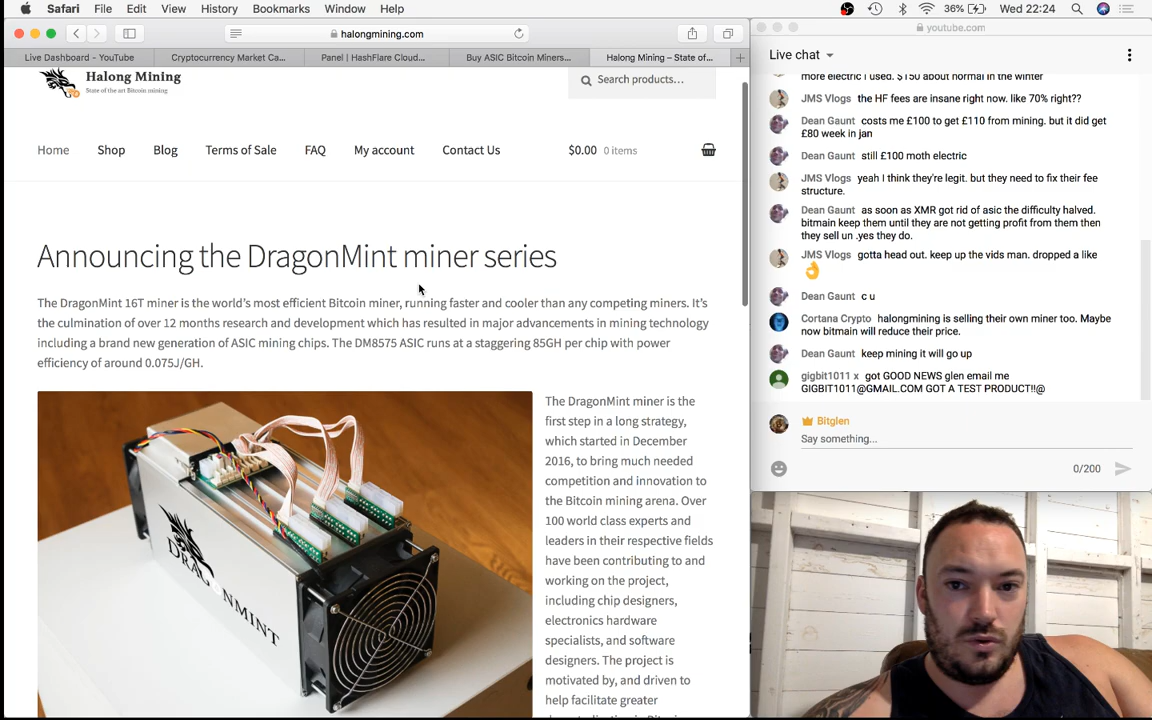 Safari File Edit View History Bookmarks Window Help
36% Wed 22:24
halongmining.com
youtube.com
Live Dashboard - YouTube
Cryptocurrency Market Ca...
Panel | HashFlare Cloud...
Buy ASIC Bitcoin Miners...
Halong Mining – State of...
Halong Mining
State of the art Bitcoin mining
Search products...
Home Shop Blog Terms of Sale FAQ My account Contact Us $0.00 0 items
Announcing the DragonMint miner series
The DragonMint 16T miner is the world's most efficient Bitcoin miner, running faster and cooler than any competing miners. It's
the culmination of over 12 months research and development which has resulted in major advancements in mining technology
including a brand new generation of ASIC mining chips. The DM8575 ASIC runs at a staggering 85GH per chip with power
efficiency of around 0.075J/GH.
DRAGONMINT
The DragonMint miner is the
first step in a long strategy,
which started in December
2016, to bring much needed
competition and innovation to
the Bitcoin mining arena. Over
100 world class experts and
leaders in their respective fields
have been contributing to and
working on the project,
including chip designers,
electronics hardware
specialists, and software
designers. The project is
motivated by, and driven to
help facilitate greater
Live chat
more electric i used. $150 about normal in the winter
JMS Vlogs the HF fees are insane right now. like 70% right??
Dean Gaunt costs me £100 to get £110 from mining. but it did get
£80 week in jan
Dean Gaunt still £100 moth electric
JMS Vlogs yeah I think they're legit. but they need to fix their fee
structure.
Dean Gaunt as soon as XMR got rid of asic the difficulty halved.
bitmain keep them until they are not getting profit from them then
they sell un .yes they do.
JMS Vlogs gotta head out. keep up the vids man. dropped a like
Dean Gaunt c u
Cortana Crypto halongmining is selling their own miner too. Maybe
now bitmain will reduce their price.
Dean Gaunt keep mining it will go up
gigbit1011 x got GOOD NEWS glen email me
GIGBIT1011@GMAIL.COM GOT A TEST PRODUCT!!@
Bitglen
Say something...
0/200